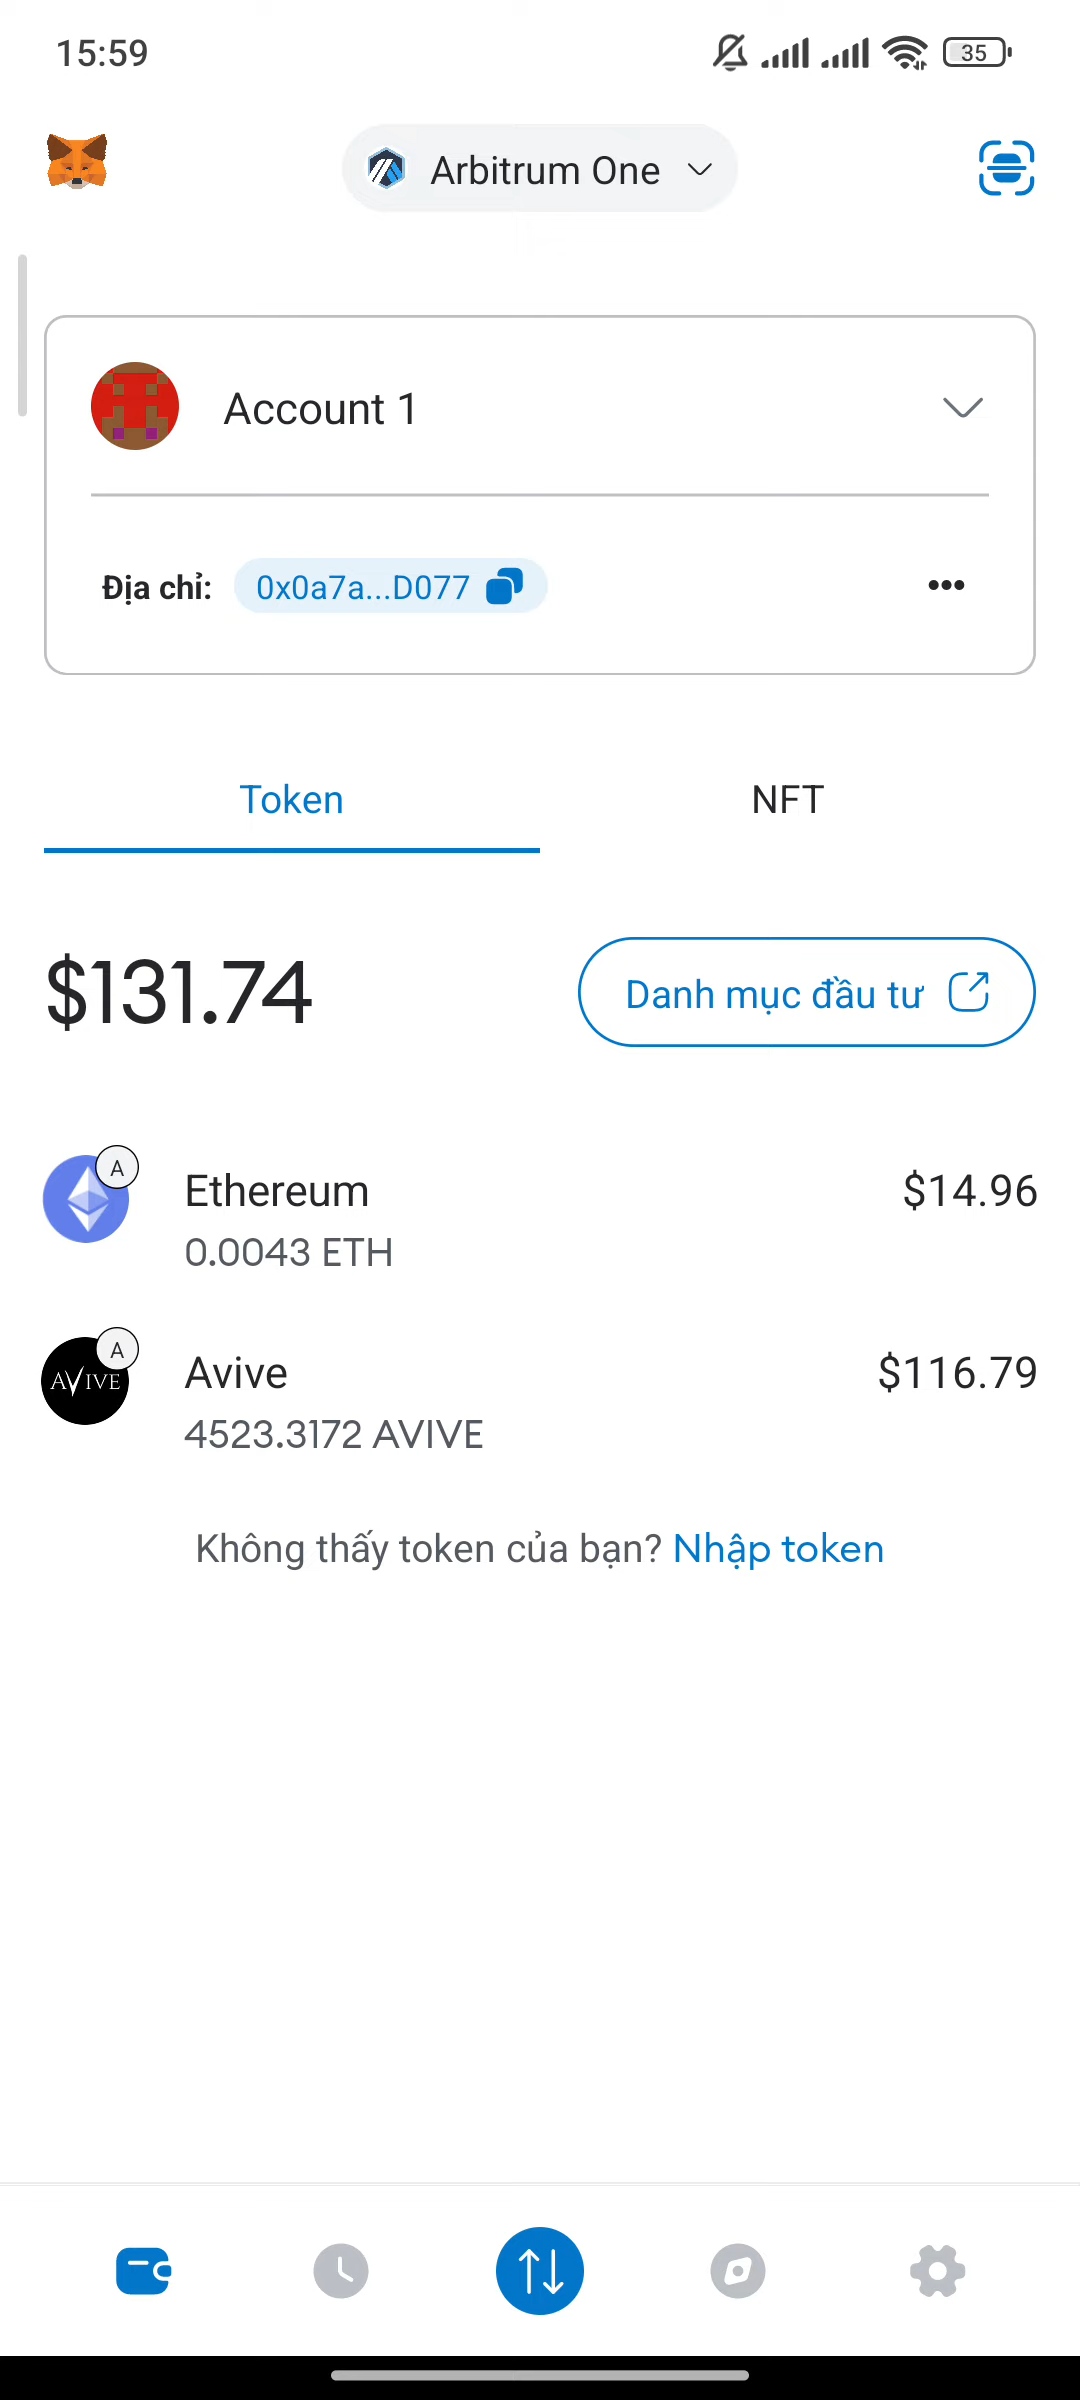 15:59
35
Arbitrum One
Account 1
Địa chỉ: 0x0a7a...D077
Token
NFT
$131.74
Danh mục đầu tư
A
Ethereum
$14.96
0.0043 ETH
A
AVIVE
Avive
$116.79
4523.3172 AVIVE
Không thấy token của bạn? Nhập token